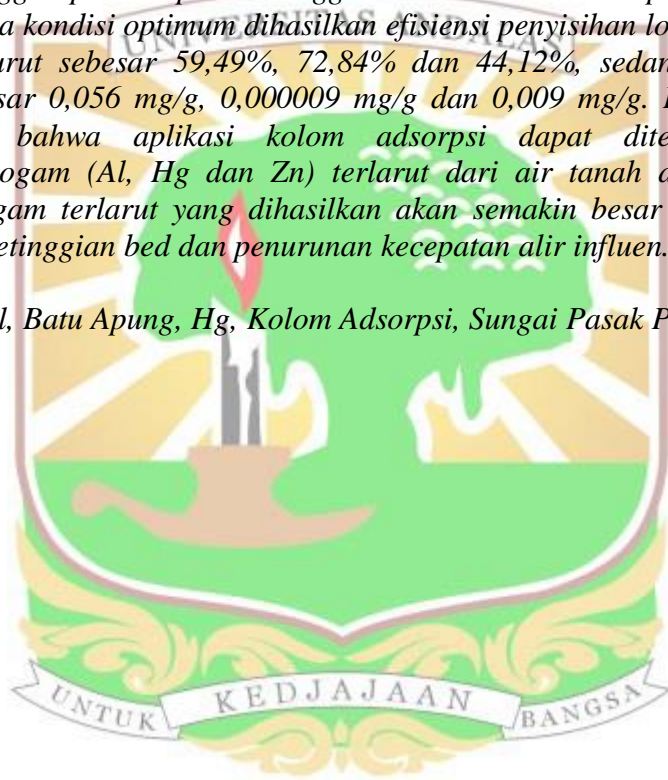 UNIVERSITAS ANDALAS
a kondisi optimum dihasilkan efisiensi penyisihan lo
urut sebesar 59,49%, 72,84% dan 44,12%, sedan
sar 0,056 mg/g, 0,000009 mg/g dan 0,009 mg/g.
bahwa aplikasi kolom adsorpsi dapat dite
ogam (Al, Hg dan Zn) terlarut dari air tanah d
gam terlarut yang dihasilkan akan semakin besar
etinggian bed dan penurunan kecepatan alir influen.
l, Batu Apung, Hg, Kolom Adsorpsi, Sungai Pasak P
UNTUK KEDJAJAAN BANGSA